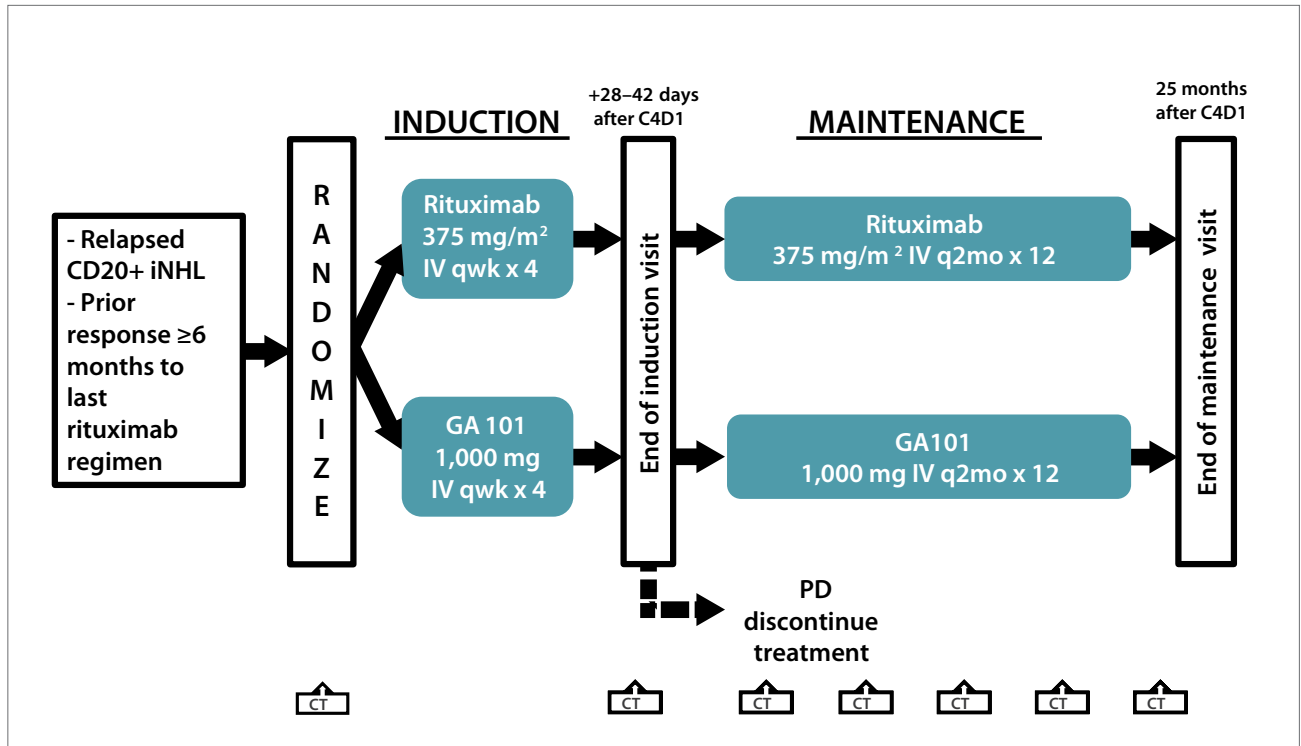 - Relapsed
CD20+ iNHL
- Prior
response ≥6
months to
last
rituximab
regimen
R
A
N
D
O
M
I
Z
E
INDUCTION
Rituximab
375 mg/m²
IV qwk x 4
GA 101
1,000 mg
IV qwk x 4
+28–42 days
after C4D1
End of induction visit
MAINTENANCE
Rituximab
375 mg/m ² IV q2mo x 12
GA101
1,000 mg IV q2mo x 12
25 months
after C4D1
End of maintenance visit
PD
discontinue
treatment
CT
CT
CT
CT
CT
CT
CT